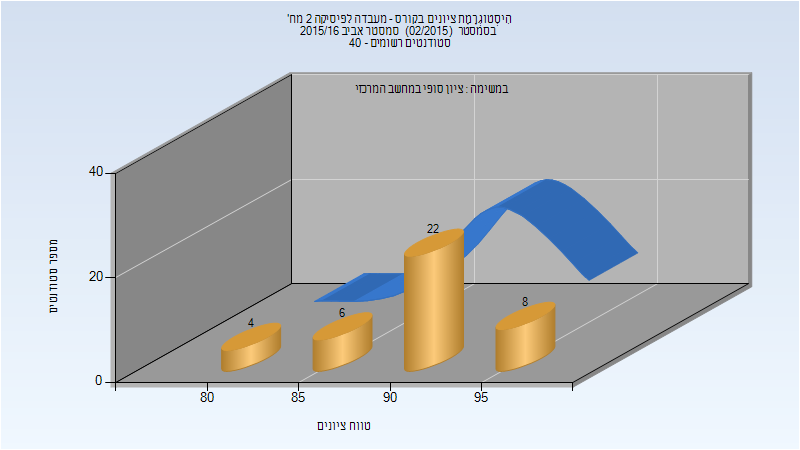 היסטוגרמת ציונים בקורס - מעבדה לפיסיקה 2 מח'
בסמסטר (02/2015) סמסטר אביב 2015/16
סטודנטים רשומים - 40
במשימה : ציון סופי במחשב המרכזי
40
20
0
מספר סטודנטים
4
6
22
8
80
85
90
95
טווח ציונים